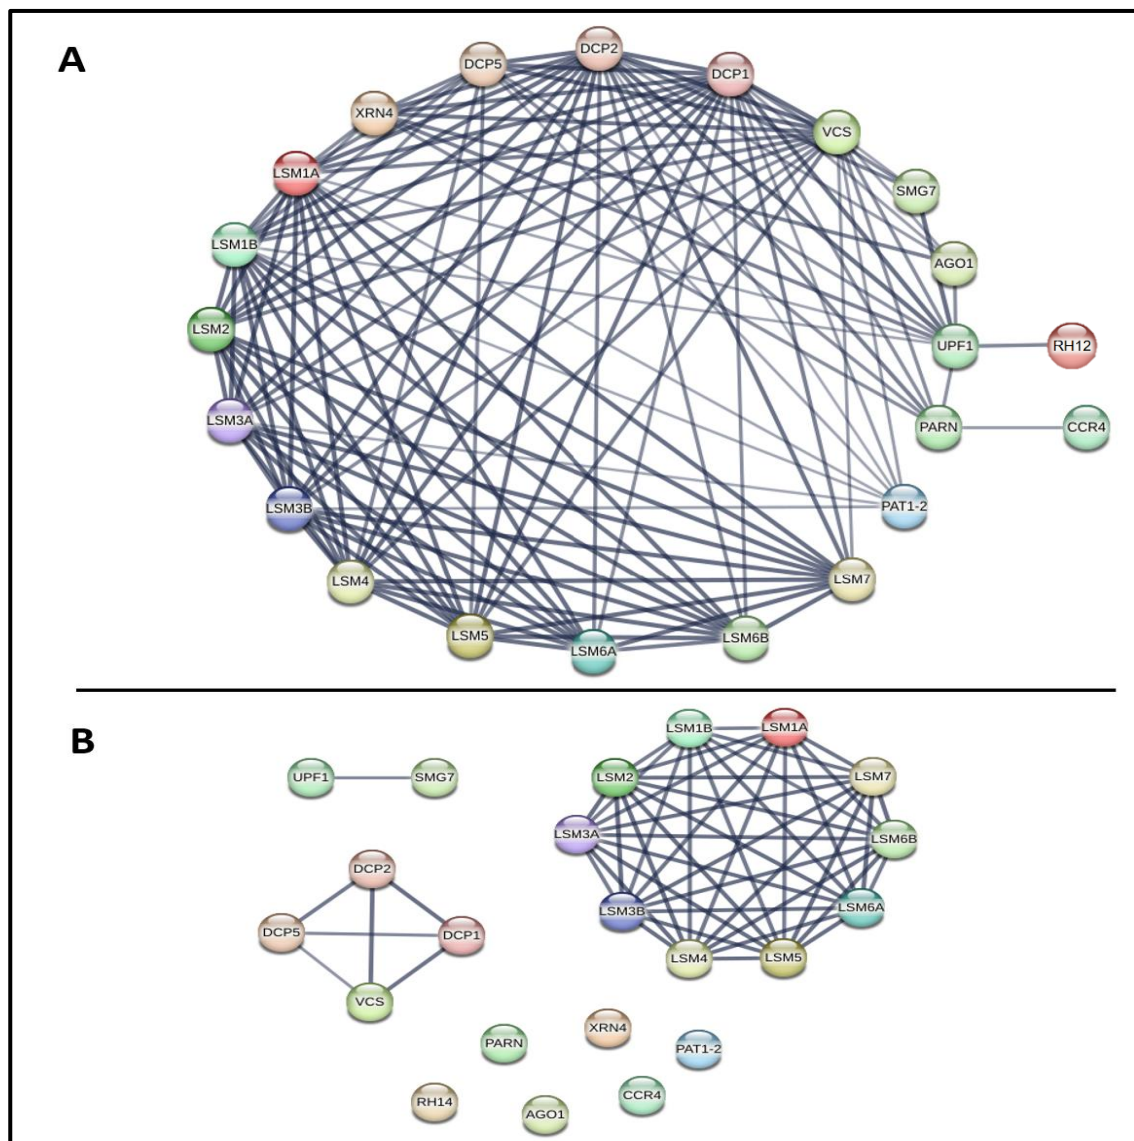 A
DCP2
DCP5
DCP1
XRN4
VCS
LSM1A
SMG7
LSM1B
AGO1
LSM2
UPF1
RH12
LSM3A
PARN
CCR4
LSM3B
PAT1-2
LSM4
LSM7
LSM5
LSM6A
LSM6B
B
LSM1B
LSM1A
UPF1
SMG7
LSM2
LSM7
LSM3A
LSM6B
DCP2
LSM3B
LSM6A
DCP5
DCP1
LSM4
LSM5
VCS
XRN4
PARN
PAT1-2
RH14
AGO1
CCR4